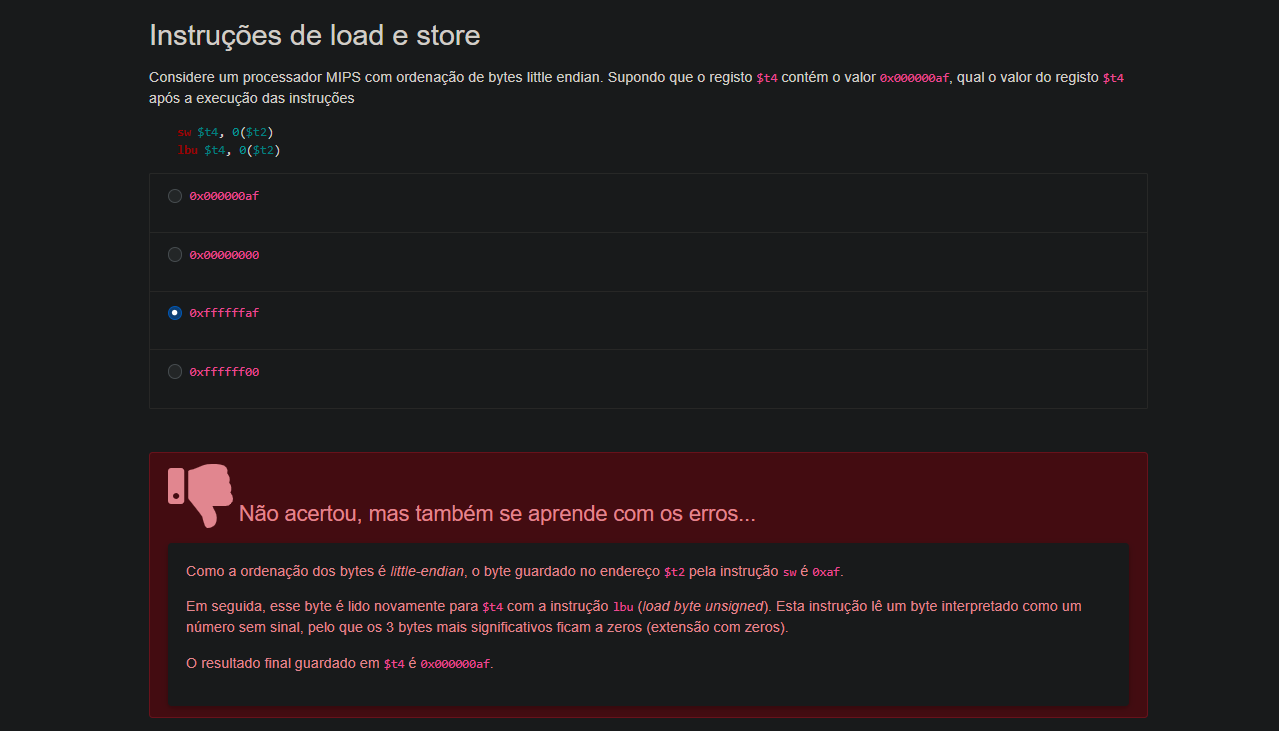 Instruções de load e store
Considere um processador MIPS com ordenação de bytes little endian. Supondo que o registo $t4 contém o valor 0x000000af, qual o valor do registo $t4
após a execução das instruções
sw $t4, 0($t2)
lbu $t4, 0($t2)
0x000000af
0x00000000
0xffffffaf
0xffffff00
Não acertou, mas também se aprende com os erros...
Como a ordenação dos bytes é little-endian, o byte guardado no endereço $t2 pela instrução sw é 0xaf.
Em seguida, esse byte é lido novamente para $t4 com a instrução lbu (load byte unsigned). Esta instrução lê um byte interpretado como um
número sem sinal, pelo que os 3 bytes mais significativos ficam a zeros (extensão com zeros).
O resultado final guardado em $t4 é 0x000000af.